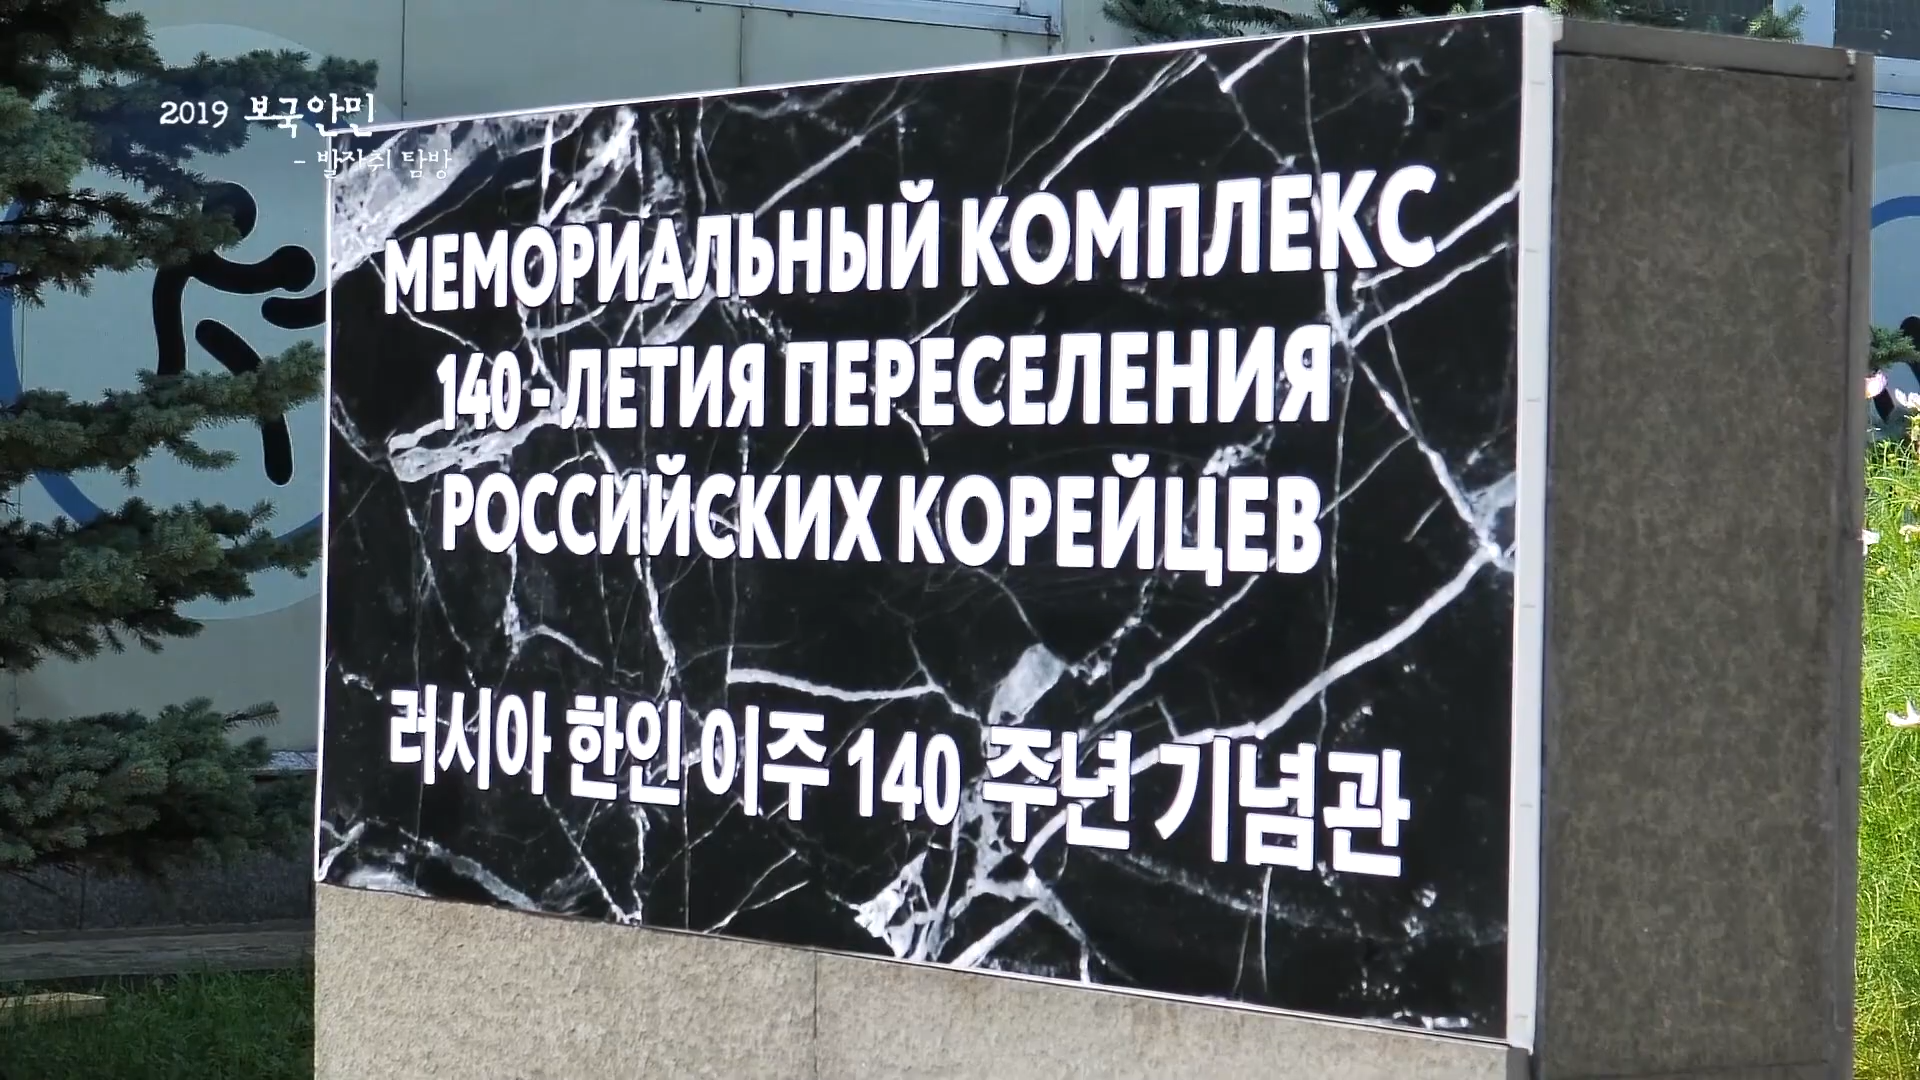 2019 보국안민
- 발자취 탐방
МЕМОРИАЛЬНЫЙ КОМПЛЕКС
140-ЛЕТИЯ ПЕРЕСЕЛЕНИЯ
РОССИЙСКИХ КОРЕЙЦЕВ
러시아 한인 이주 140 주년 기념관